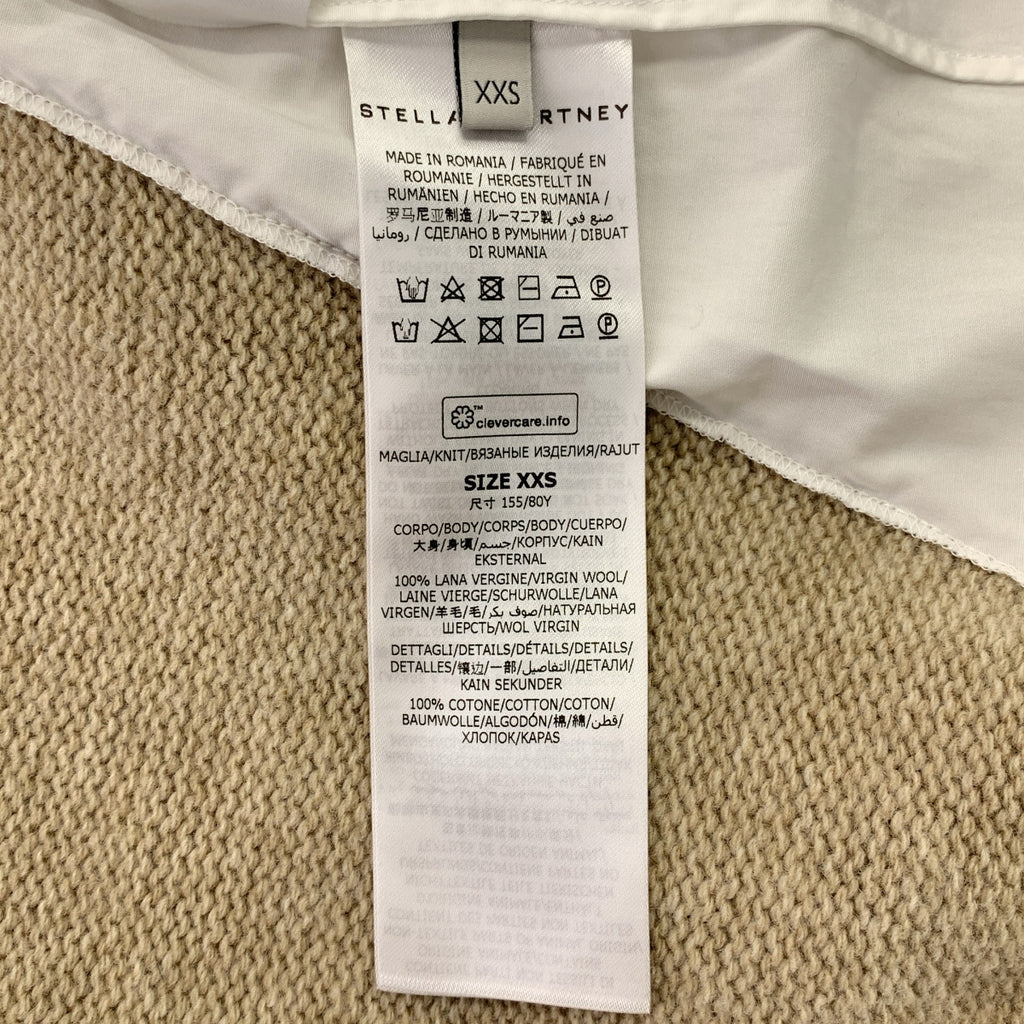 XXS
STELLA RTNEY
MADE IN ROMANIA / FABRIQUÉ EN
ROUMANIE / HERGESTELLT IN
RUMÄNIEN / HECHO EN RUMANIA /
罗马尼亚制造 / ルーマニア製 / صنع في
رومانيا / СДЕЛАНО В РУМЫНИИ / DIBUAT
DI RUMANIA
P
P
™
clevercare.info
MAGLIA/KNIT/ВЯЗАНЫЕ ИЗДЕЛИЯ/RAJUT
SIZE XXS
尺寸 155/80Y
CORPO/BODY/CORPS/BODY/CUERPO/
大身/身頃/جسم/КОРПУС/KAIN
EKSTERNAL
100% LANA VERGINE/VIRGIN WOOL/
LAINE VIERGE/SCHURWOLLE/LANA
VIRGEN/羊毛/毛/صوف بكر/НАТУРАЛЬНАЯ
ШЕРСТЬ/WOL VIRGIN
DETTAGLI/DETAILS/DÉTAILS/DETAILS/
DETALLES/镶边/一部/التفاصيل/ДЕТАЛИ/
KAIN SEKUNDER
100% COTONE/COTTON/COTON/
BAUMWOLLE/ALGODÓN/棉/綿/قطن/
ХЛОПОК/KAPAS